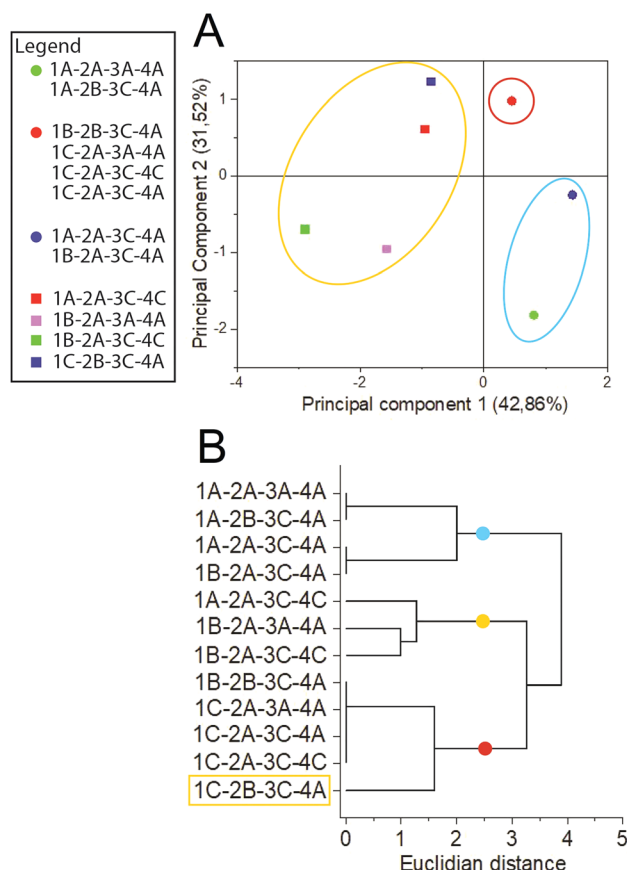 A
Legend
1A-2A-3A-4A
1A-2B-3C-4A
1B-2B-3C-4A
1C-2A-3A-4A
1C-2A-3C-4C
1C-2A-3C-4A
1A-2A-3C-4A
1B-2A-3C-4A
1A-2A-3C-4C
1B-2A-3A-4A
1B-2A-3C-4C
1C-2B-3C-4A
Principal Component 2 (31,52%)
1
0
-1
-2
-4
-2
0
2
Principal component 1 (42,86%)
B
1A-2A-3A-4A
1A-2B-3C-4A
1A-2A-3C-4A
1B-2A-3C-4A
1A-2A-3C-4C
1B-2A-3A-4A
1B-2A-3C-4C
1B-2B-3C-4A
1C-2A-3A-4A
1C-2A-3C-4A
1C-2A-3C-4C
1C-2B-3C-4A
0 1 2 3 4 5
Euclidian distance